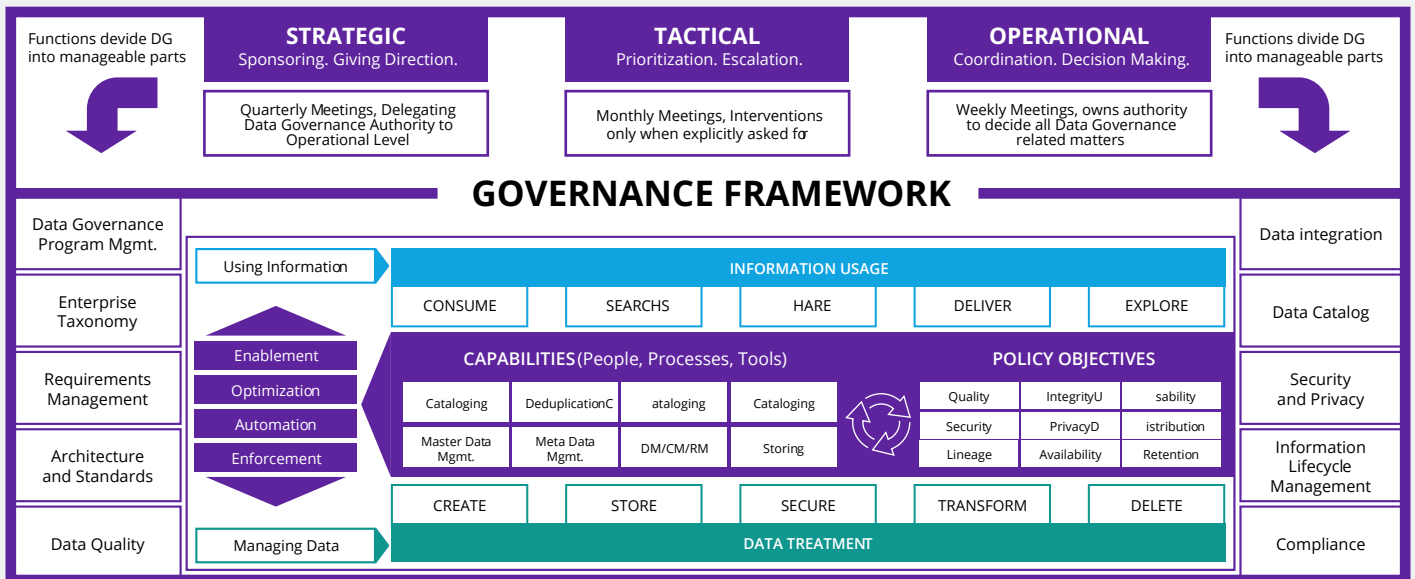 Functions devide DG
into manageable parts
STRATEGIC
Sponsoring. Giving Direction.
Quarterly Meetings, Delegating
Data Governance Authority to
Operational Level
TACTICAL
Prioritization. Escalation.
Monthly Meetings, Interventions
only when explicitly asked for
OPERATIONAL
Coordination. Decision Making.
Weekly Meetings, owns authority
to decide all Data Governance
related matters
Functions divide DG
into manageable parts
GOVERNANCE FRAMEWORK
Data Governance
Program Mgmt.
Enterprise
Taxonomy
Requirements
Management
Architecture
and Standards
Data Quality
Using Information
INFORMATION USAGE
CONSUME
SEARCHS
HARE
DELIVER
EXPLORE
Enablement
Optimization
Automation
Enforcement
CAPABILITIES (People, Processes, Tools)
Cataloging
DeduplicationC
ataloging
Cataloging
Master Data
Mgmt.
Meta Data
Mgmt.
DM/CM/RM
Storing
POLICY OBJECTIVES
Quality
IntegrityU
sability
Security
PrivacyD
istribution
Lineage
Availability
Retention
CREATE
STORE
SECURE
TRANSFORM
DELETE
Managing Data
DATA TREATMENT
Data integration
Data Catalog
Security
and Privacy
Information
Lifecycle
Management
Compliance